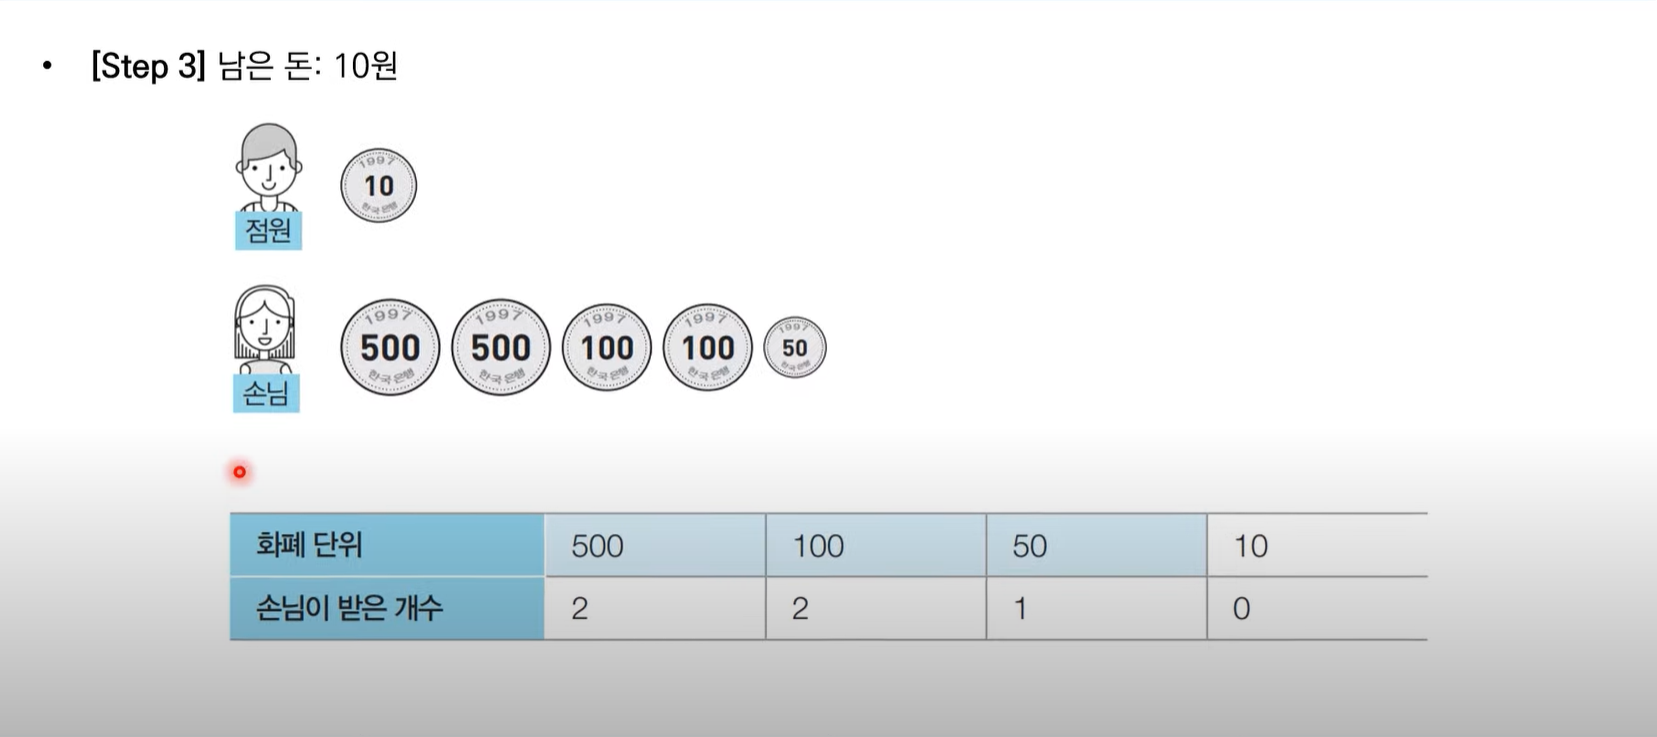 • [Step 3] 남은 돈: 10원
1997
10
한국은행
점원
1997 1997 1997 1997 1997
500 500 100 100 50
한국은행 한국은행 한국은행 한국은행 한국은행
손님
화폐 단위 500 100 50 10
손님이 받은 개수 2 2 1 0